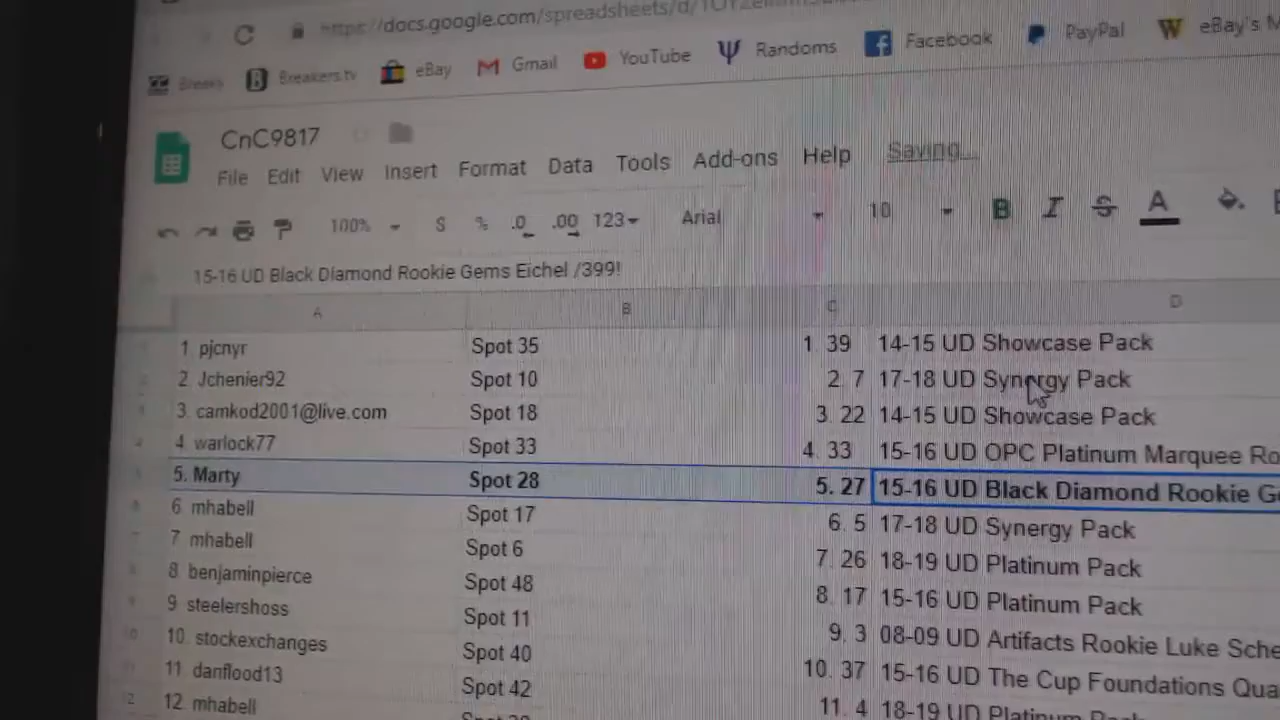 https://docs.google.com/spreadsheets/d/
Breaks Breakers.tv eBay Gmail YouTube Randoms Facebook PayPal eBay's
CnC9817
File Edit View Insert Format Data Tools Add-ons Help Saving...
100% $ % .0 .00 123 Arial 10 B I S A
15-16 UD Black Diamond Rookie Gems Eichel /399!
A B C D
1. pjcnyr Spot 35 1. 39 14-15 UD Showcase Pack
2. Jchenier92 Spot 10 2. 7 17-18 UD Synergy Pack
3. camkod2001@live.com Spot 18 3. 22 14-15 UD Showcase Pack
4. warlock77 Spot 33 4. 33 15-16 UD OPC Platinum Marquee Ro
5. Marty Spot 28 5. 27 15-16 UD Black Diamond Rookie G
6. mhabell Spot 17 6. 5 17-18 UD Synergy Pack
7. mhabell Spot 6 7. 26 18-19 UD Platinum Pack
8. benjaminpierce Spot 48 8. 17 15-16 UD Platinum Pack
9. steelershoss Spot 11 9. 3 08-09 UD Artifacts Rookie Luke Sche
10. stockexchanges Spot 40 10. 37 15-16 UD The Cup Foundations Qua
11. danflood13 Spot 42 11. 4 18-19 UD Platinum Pack
12. mhabell